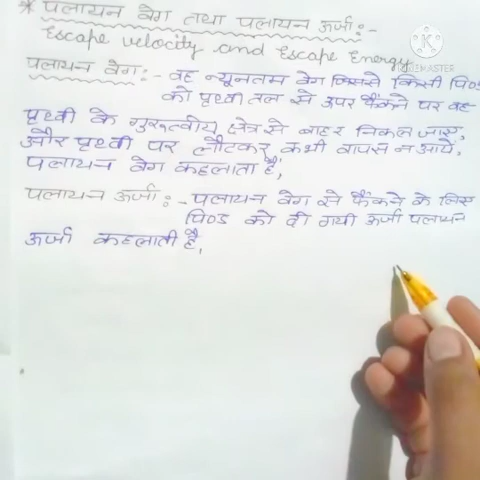 * पलायन वेग तथा पलायन ऊर्जा:-
Escape velocity and Escape Energy
पलायन वेग:- वह न्यूनतम वेग जिससे किसी पिण्ड
को पृथ्वी तल से उपर फैंकने पर वह
पृथ्वी के गुरूत्वीय क्षेत्र से बाहर निकल जाए,
और पृथ्वी पर लौटकर कभी वापस न आये,
पलायन वेग कहलाता है,
पलायन ऊर्जा:- पलायन वेग से फैंकने के लिए
पिण्ड को दी गयी ऊर्जा पलायन
ऊर्जा कहलाती है,